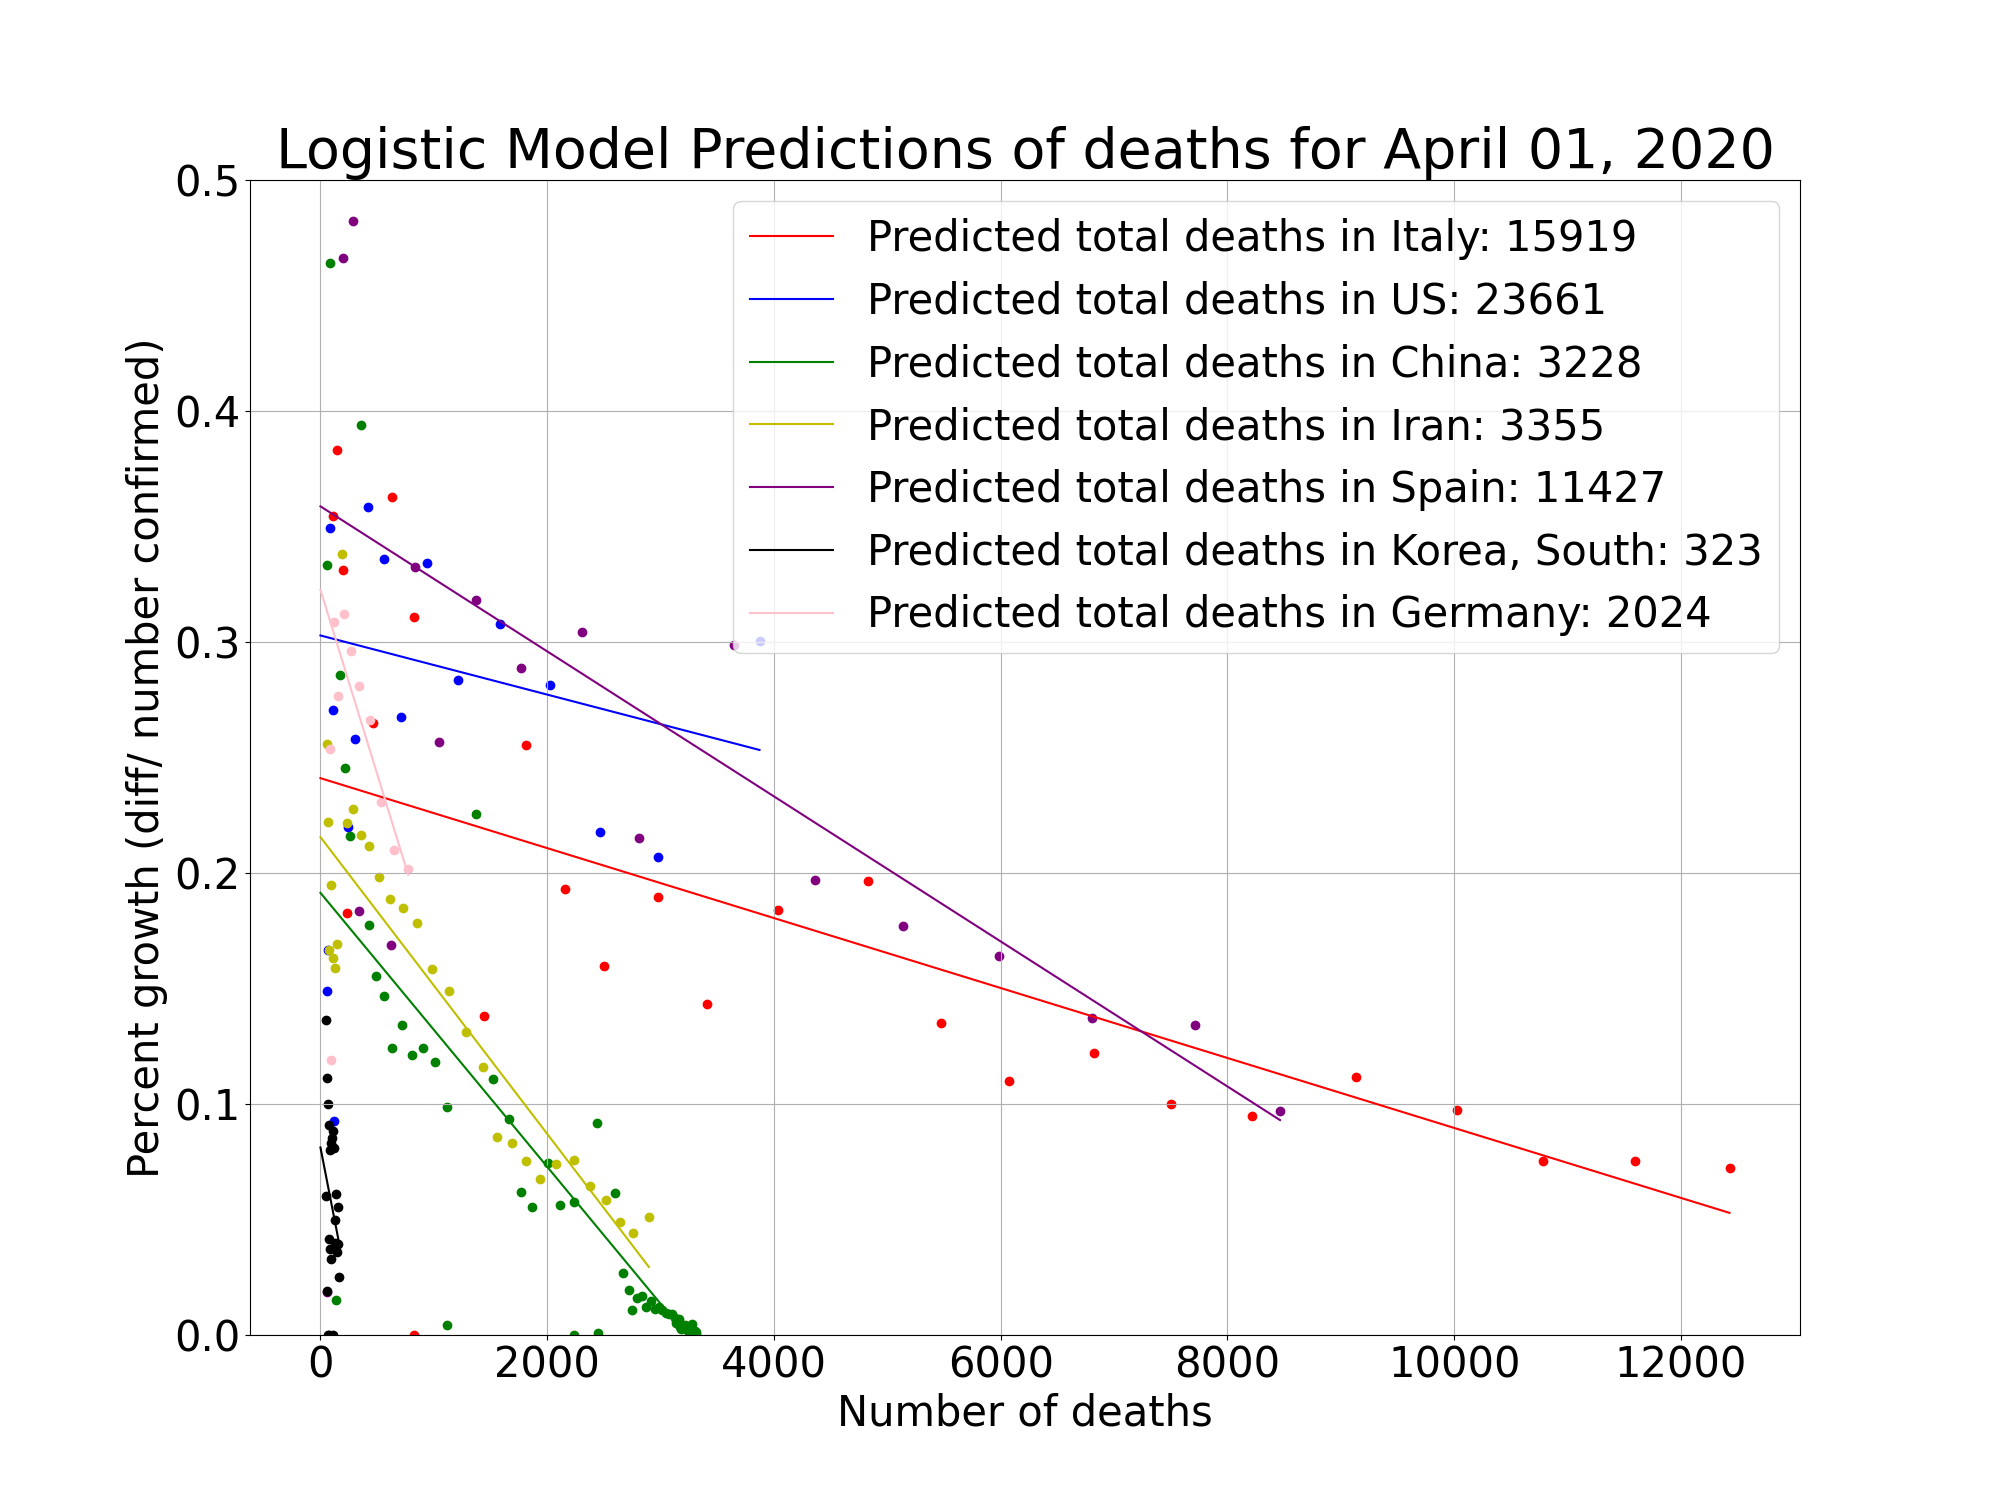 Logistic Model Predictions of deaths for April 01, 2020
Predicted total deaths in Italy: 15919
Predicted total deaths in US: 23661
Predicted total deaths in China: 3228
Predicted total deaths in Iran: 3355
Predicted total deaths in Spain: 11427
Predicted total deaths in Korea, South: 323
Predicted total deaths in Germany: 2024
Percent growth (diff/ number confirmed)
0.5
0.4
0.3
0.2
0.1
0.0
0 2000 4000 6000 8000 10000 12000
Number of deaths